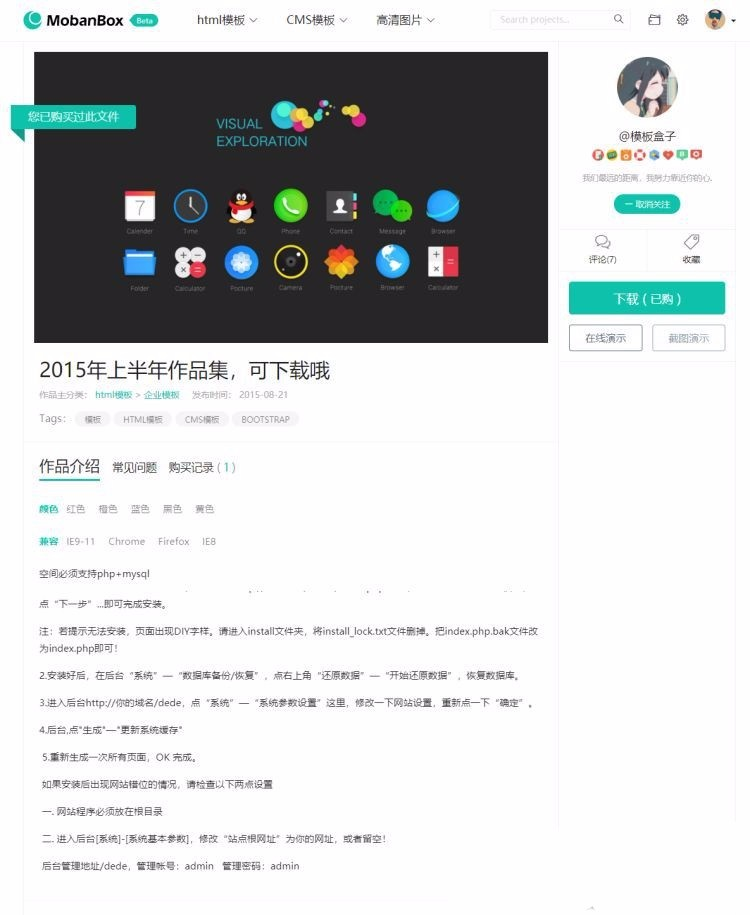 MobanBox Beta html模板 CMS模板 高清图片 Search projects...
您已购买过此文件
VISUAL
EXPLORATION
7
Calender Time QQ Phone Contact Message Browser
Folder Calculator Pocture Camera Pocture Browser Calculator
@模板盒子
我们最远的距离，我努力靠近你的心。
一 取消关注
评论(7) 收藏
下载 ( 已购 )
在线演示 截图演示
2015年上半年作品集，可下载哦
作品主分类： html模板 > 企业模板 发布时间： 2015-08-21
Tags: 模板 HTML模板 CMS模板 BOOTSTRAP
作品介绍 常见问题 购买记录 ( 1 )
颜色 红色 橙色 蓝色 黑色 黄色
兼容 IE9-11 Chrome Firefox IE8
空间必须支持php+mysql
点“下一步”...即可完成安装。
注：若提示无法安装，页面出现DIY字样。请进入install文件夹，将install_lock.txt文件删掉。把index.php.bak文件改
为index.php即可！
2.安装好后，在后台“系统”—“数据库备份/恢复”，点右上角“还原数据”—“开始还原数据”，恢复数据库。
3.进入后台http://你的域名/dede，点“系统”—“系统参数设置”这里，修改一下网站设置，重新点一下“确定”。
4.后台,点"生成"—"更新系统缓存"
5.重新生成一次所有页面，OK 完成。
如果安装后出现网站错位的情况，请检查以下两点设置
一. 网站程序必须放在根目录
二. 进入后台[系统]-[系统基本参数]，修改“站点根网址”为你的网址，或者留空！
后台管理地址/dede，管理帐号：admin 管理密码：admin